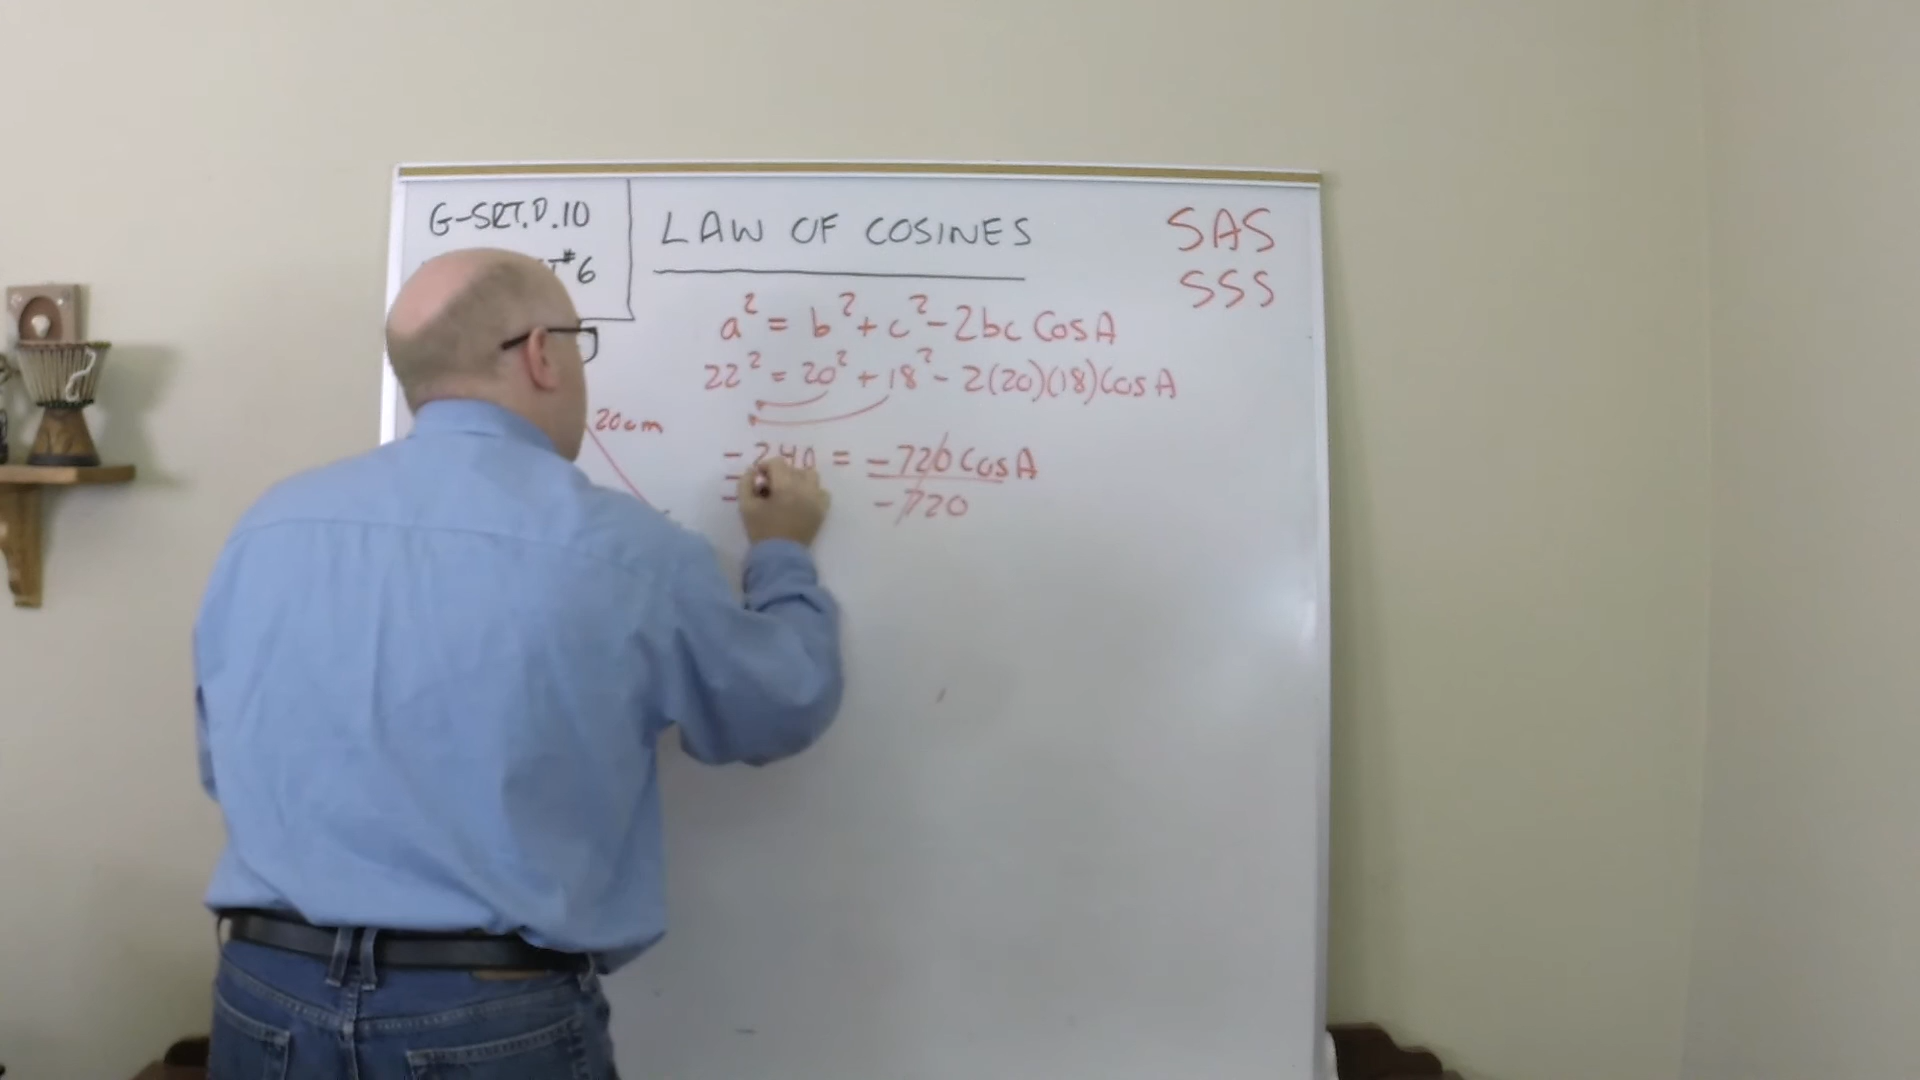 G-SRT.D.10
#6
LAW OF COSINES
SAS
SSS
a² = b² + c² - 2bc Cos A
22² = 20² + 18² - 2(20)(18) Cos A
20cm
-240 = -720 Cos A
-720